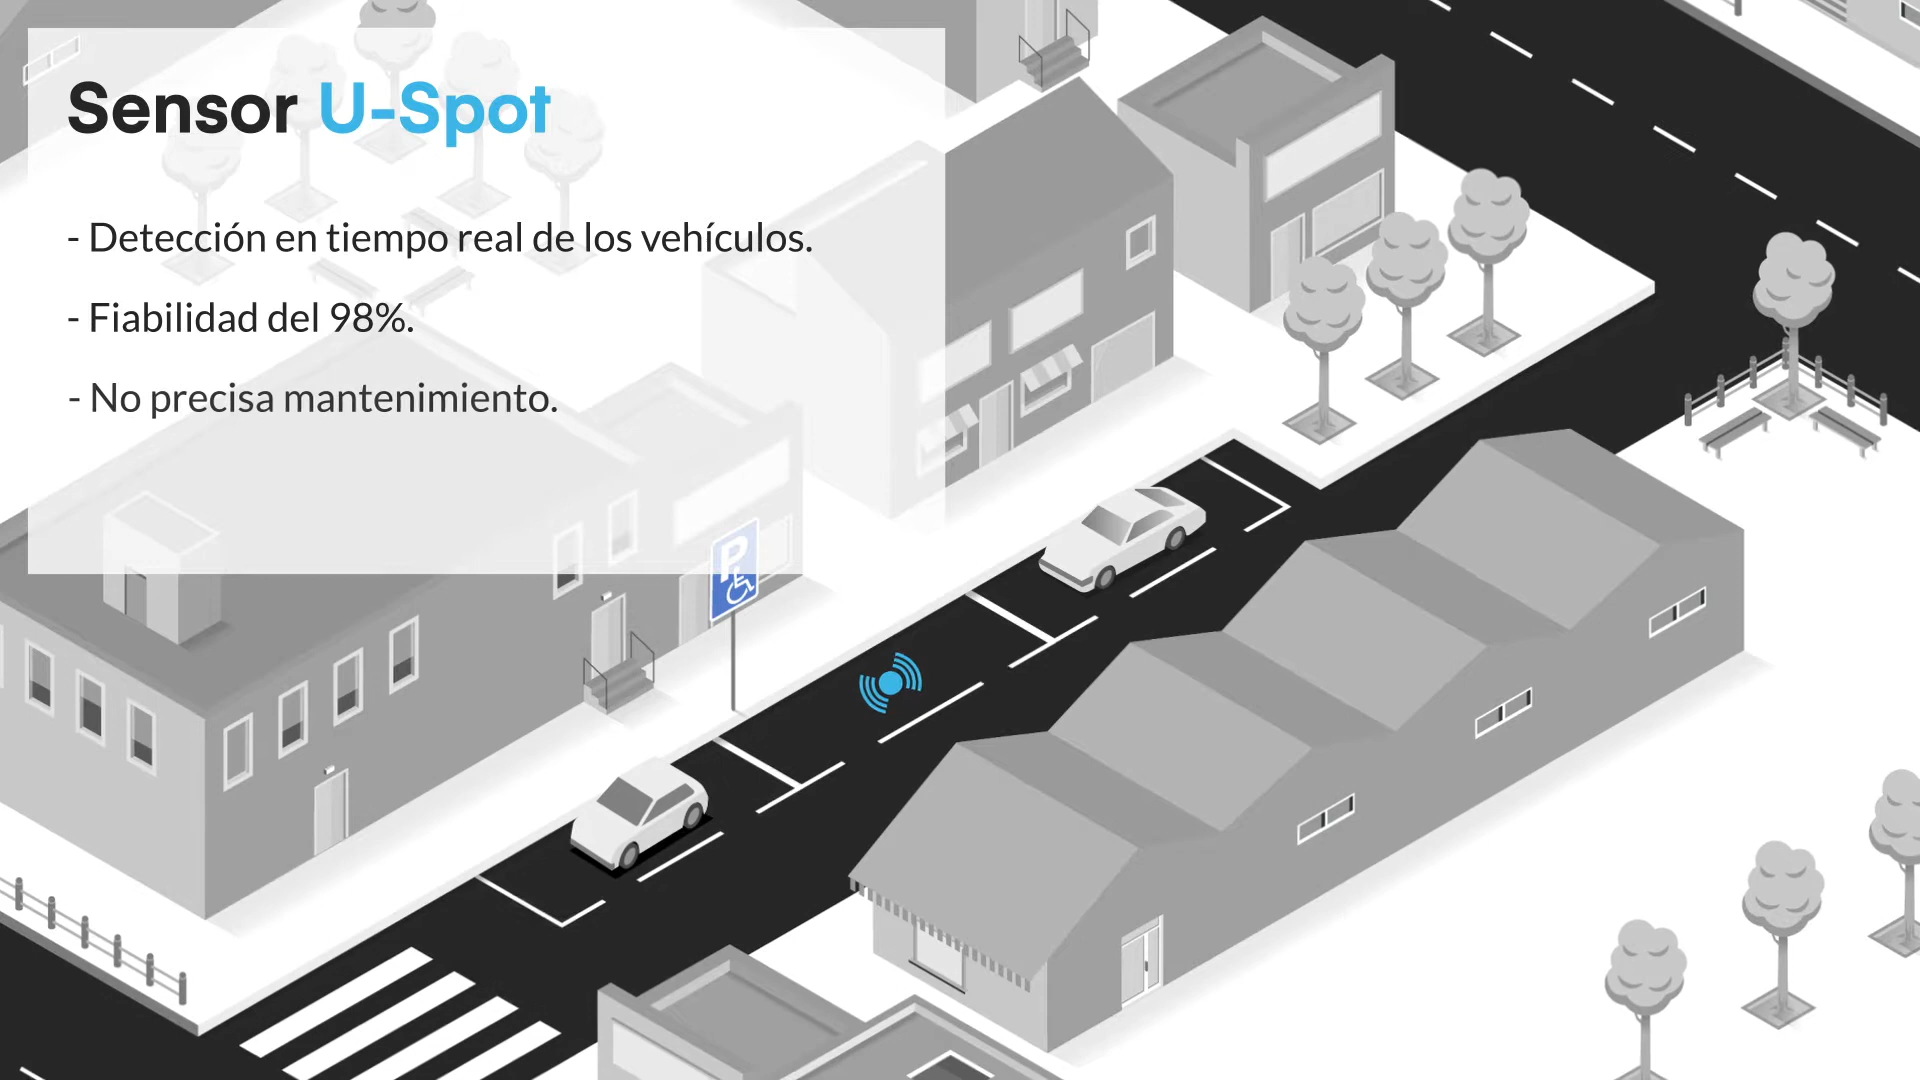 Sensor U-Spot
- Detección en tiempo real de los vehículos.
- Fiabilidad del 98%.
- No precisa mantenimiento.
P